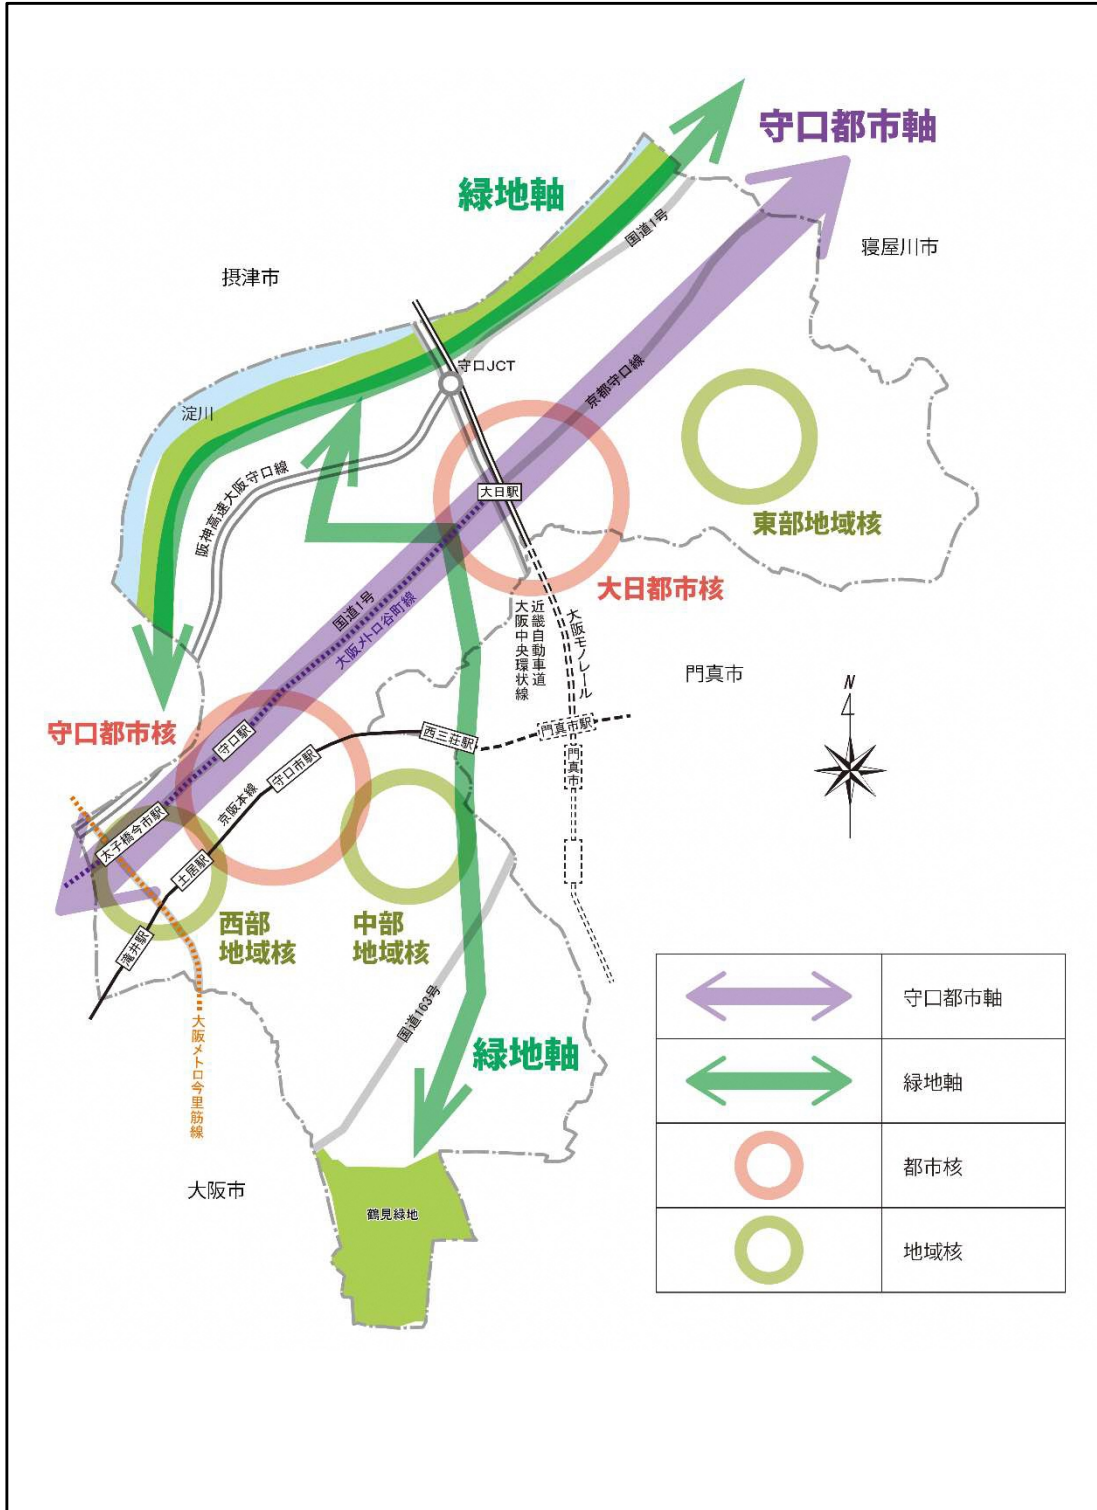 守口都市軸
緑地軸
国道1号
寝屋川市
摂津市
守口JCT
淀川
京都守口線
阪神高速大阪守口線
大日駅
東部地域核
大日都市核
国道1号
大阪メトロ谷町線
近畿自動車道
大阪中央環状線
大阪モノレール
門真市
守口都市核
守口駅
守口市駅
西三荘駅
門真市駅
門真市
N
京阪本線
太子橋今市駅
土居駅
滝井駅
西部
地域核
中部
地域核
国道163号
大阪メトロ今里筋線
緑地軸
大阪市
鶴見緑地
守口都市軸
緑地軸
都市核
地域核